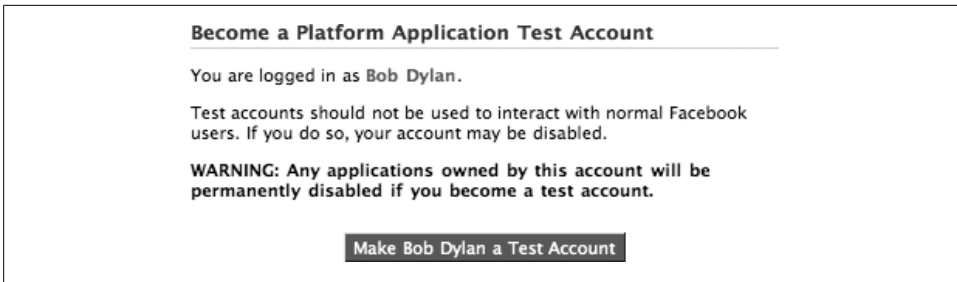 Become a Platform Application Test Account
You are logged in as Bob Dylan.
Test accounts should not be used to interact with normal Facebook
users. If you do so, your account may be disabled.
WARNING: Any applications owned by this account will be
permanently disabled if you become a test account.
Make Bob Dylan a Test Account